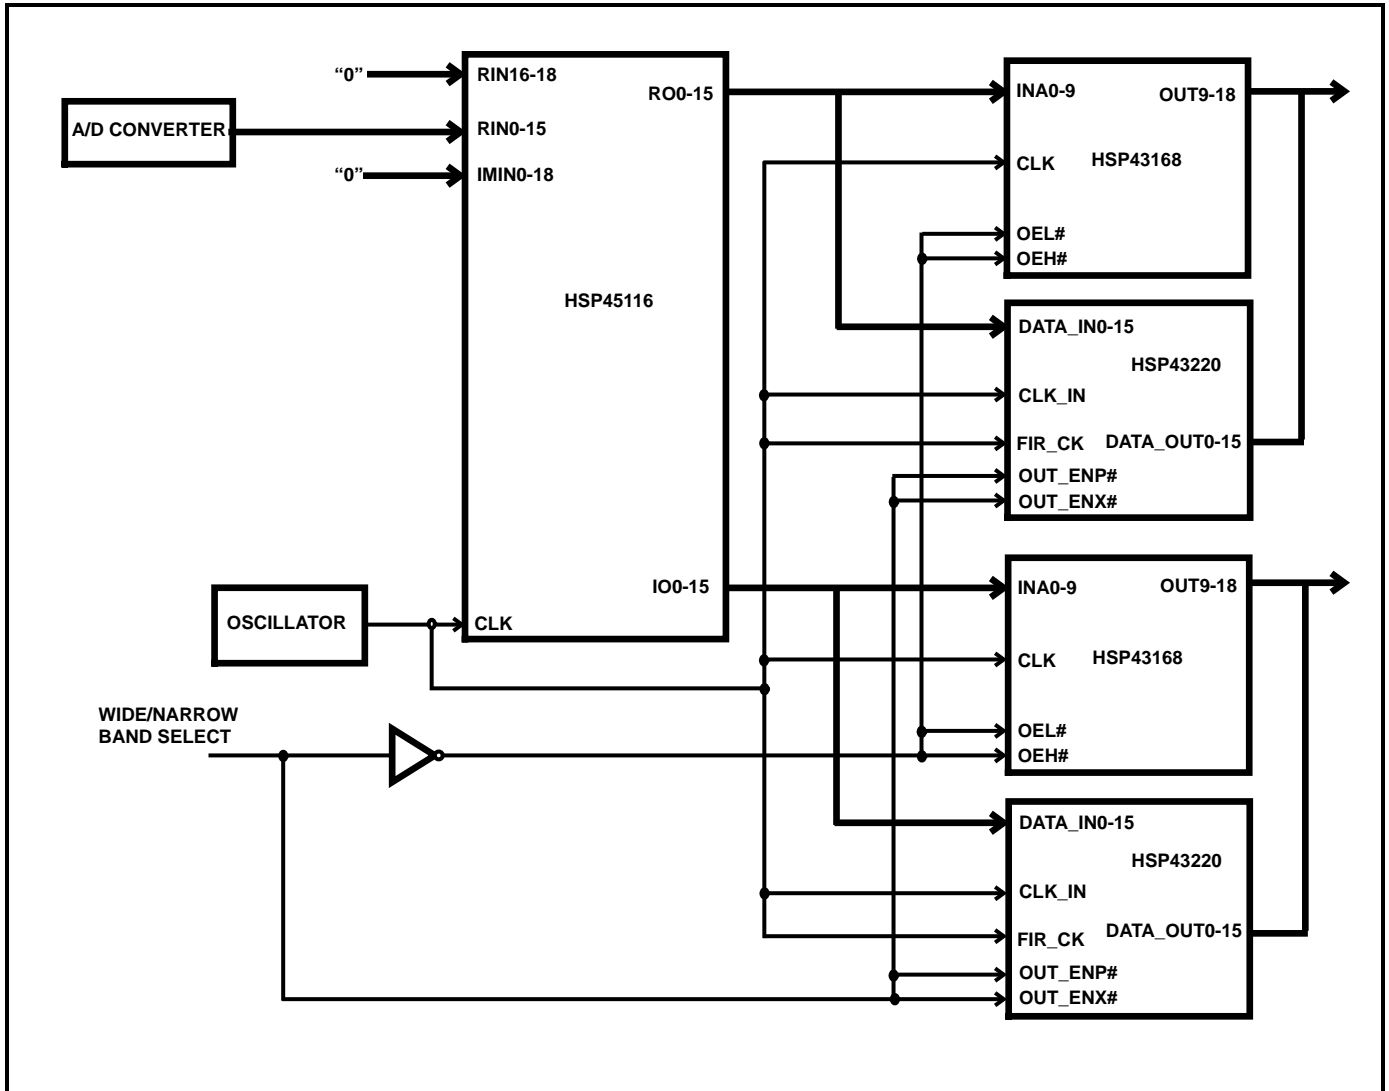 “0”
RIN16-18
RO0-15
A/D CONVERTER
RIN0-15
“0”
IMIN0-18
HSP45116
IO0-15
OSCILLATOR
CLK
WIDE/NARROW
BAND SELECT
INA0-9
OUT9-18
CLK
HSP43168
OEL#
OEH#
DATA_IN0-15
HSP43220
CLK_IN
FIR_CK
DATA_OUT0-15
OUT_ENP#
OUT_ENX#
INA0-9
OUT9-18
CLK
HSP43168
OEL#
OEH#
DATA_IN0-15
HSP43220
CLK_IN
FIR_CK
DATA_OUT0-15
OUT_ENP#
OUT_ENX#